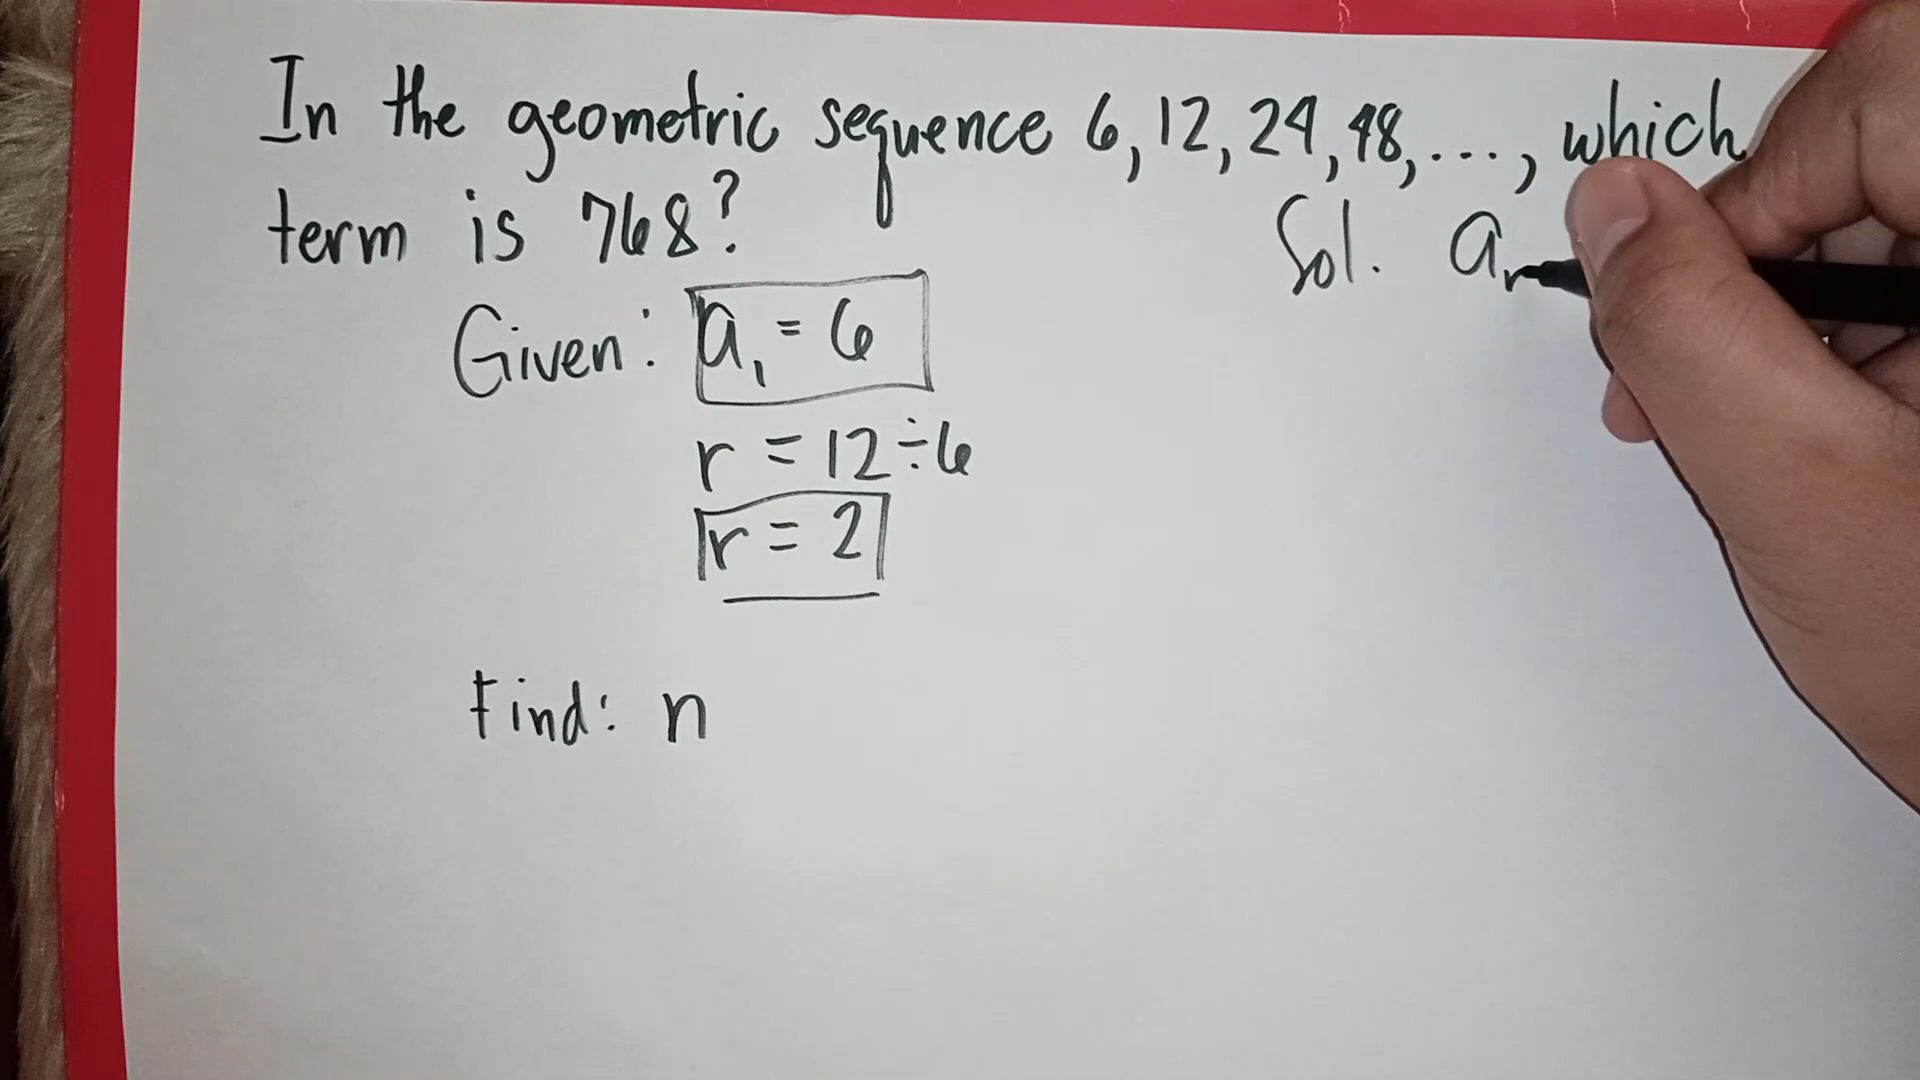 In the geometric sequence 6, 12, 24, 48, ..., which
term is 768?
Sol. an
Given: a₁ = 6
r = 12 ÷ 6
r = 2
Find: n